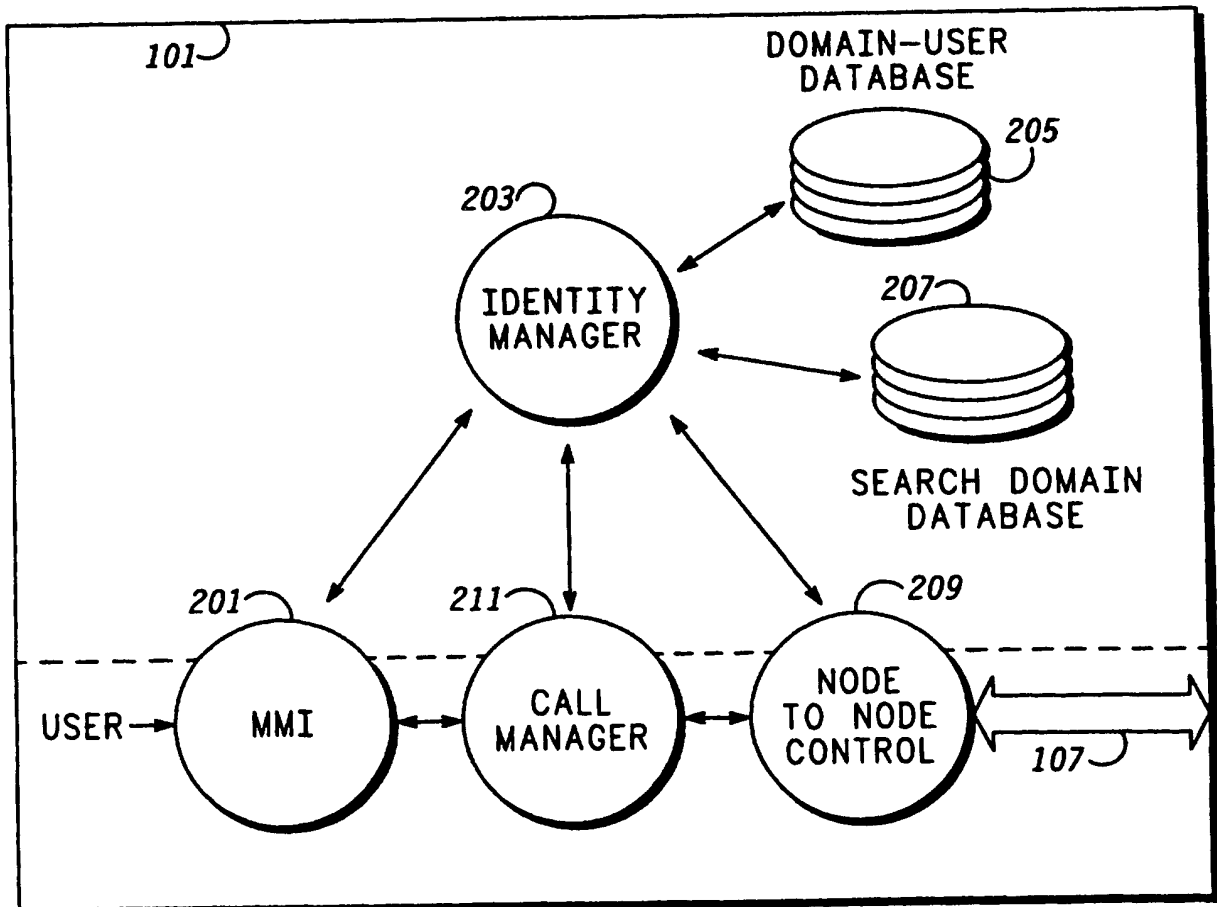 101
DOMAIN-USER
DATABASE
205
203
IDENTITY
MANAGER
207
SEARCH DOMAIN
DATABASE
201
211
209
USER
MMI
CALL
MANAGER
NODE
TO NODE
CONTROL
107